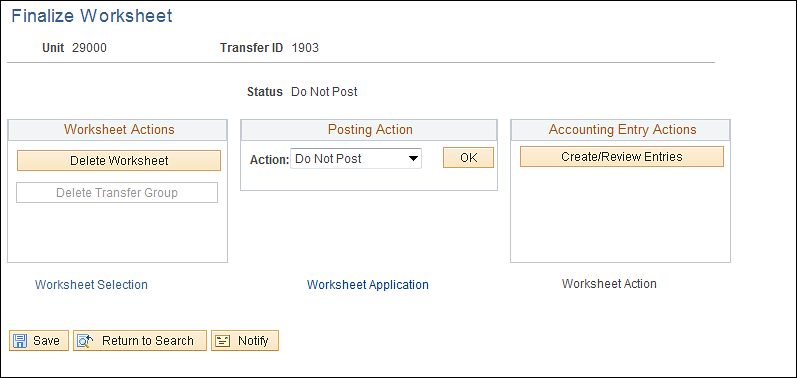 Finalize Worksheet
Unit 29000 Transfer ID 1903
Status Do Not Post
Worksheet Actions
Delete Worksheet
Delete Transfer Group
Posting Action
Action: Do Not Post OK
Accounting Entry Actions
Create/Review Entries
Worksheet Selection Worksheet Application Worksheet Action
Save Return to Search Notify